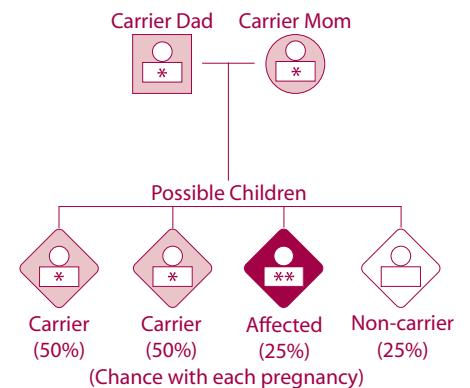 Carrier Dad Carrier Mom
* *
Possible Children
* * **
Carrier Carrier Affected Non-carrier
(50%) (50%) (25%) (25%)
(Chance with each pregnancy)